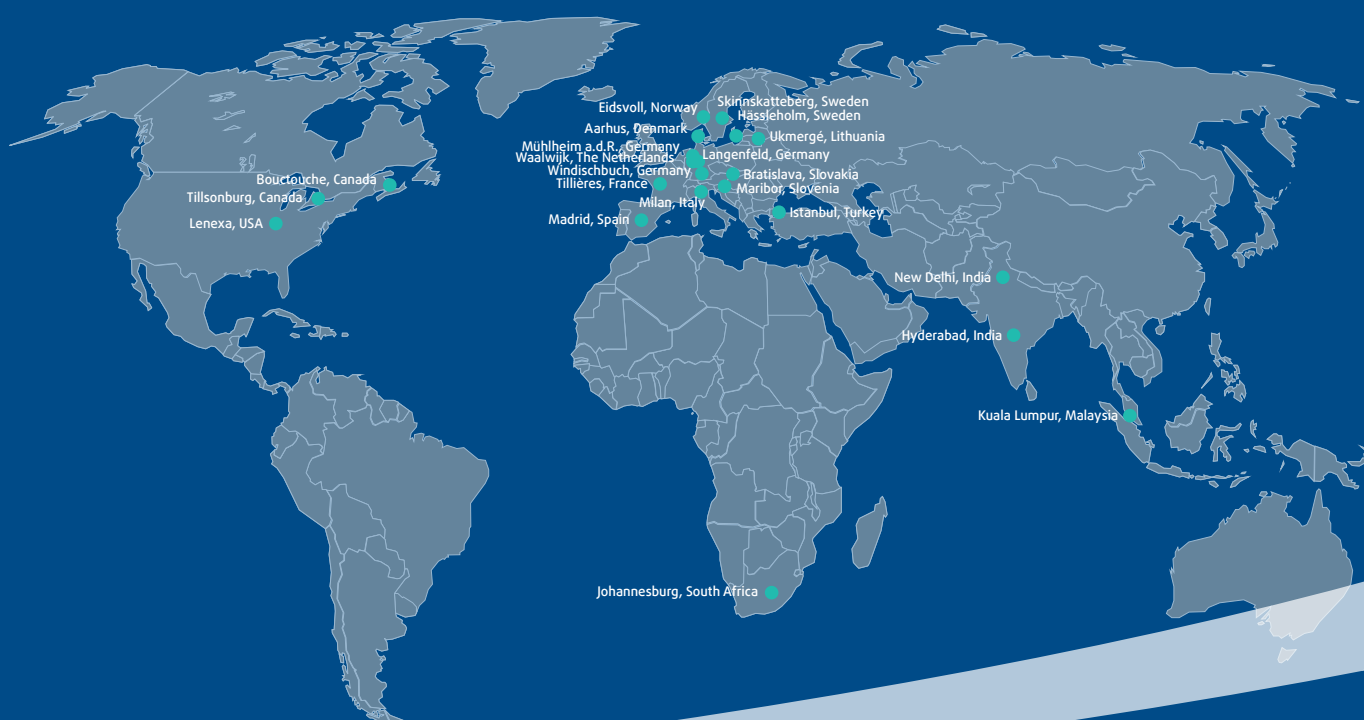 Skinnskatteberg, Sweden
Eidsvoll, Norway
Hässleholm, Sweden
Aarhus, Denmark
Ukmergé, Lithuania
Mühlheim a.d.R., Germany
Waalwijk, The Netherlands
Langenfeld, Germany
Windischbuch, Germany
Bratislava, Slovakia
Tillières, France
Maribor, Slovenia
Bouctouche, Canada
Tillsonburg, Canada
Milan, Italy
Istanbul, Turkey
Madrid, Spain
Lenexa, USA
New Delhi, India
Hyderabad, India
Kuala Lumpur, Malaysia
Johannesburg, South Africa